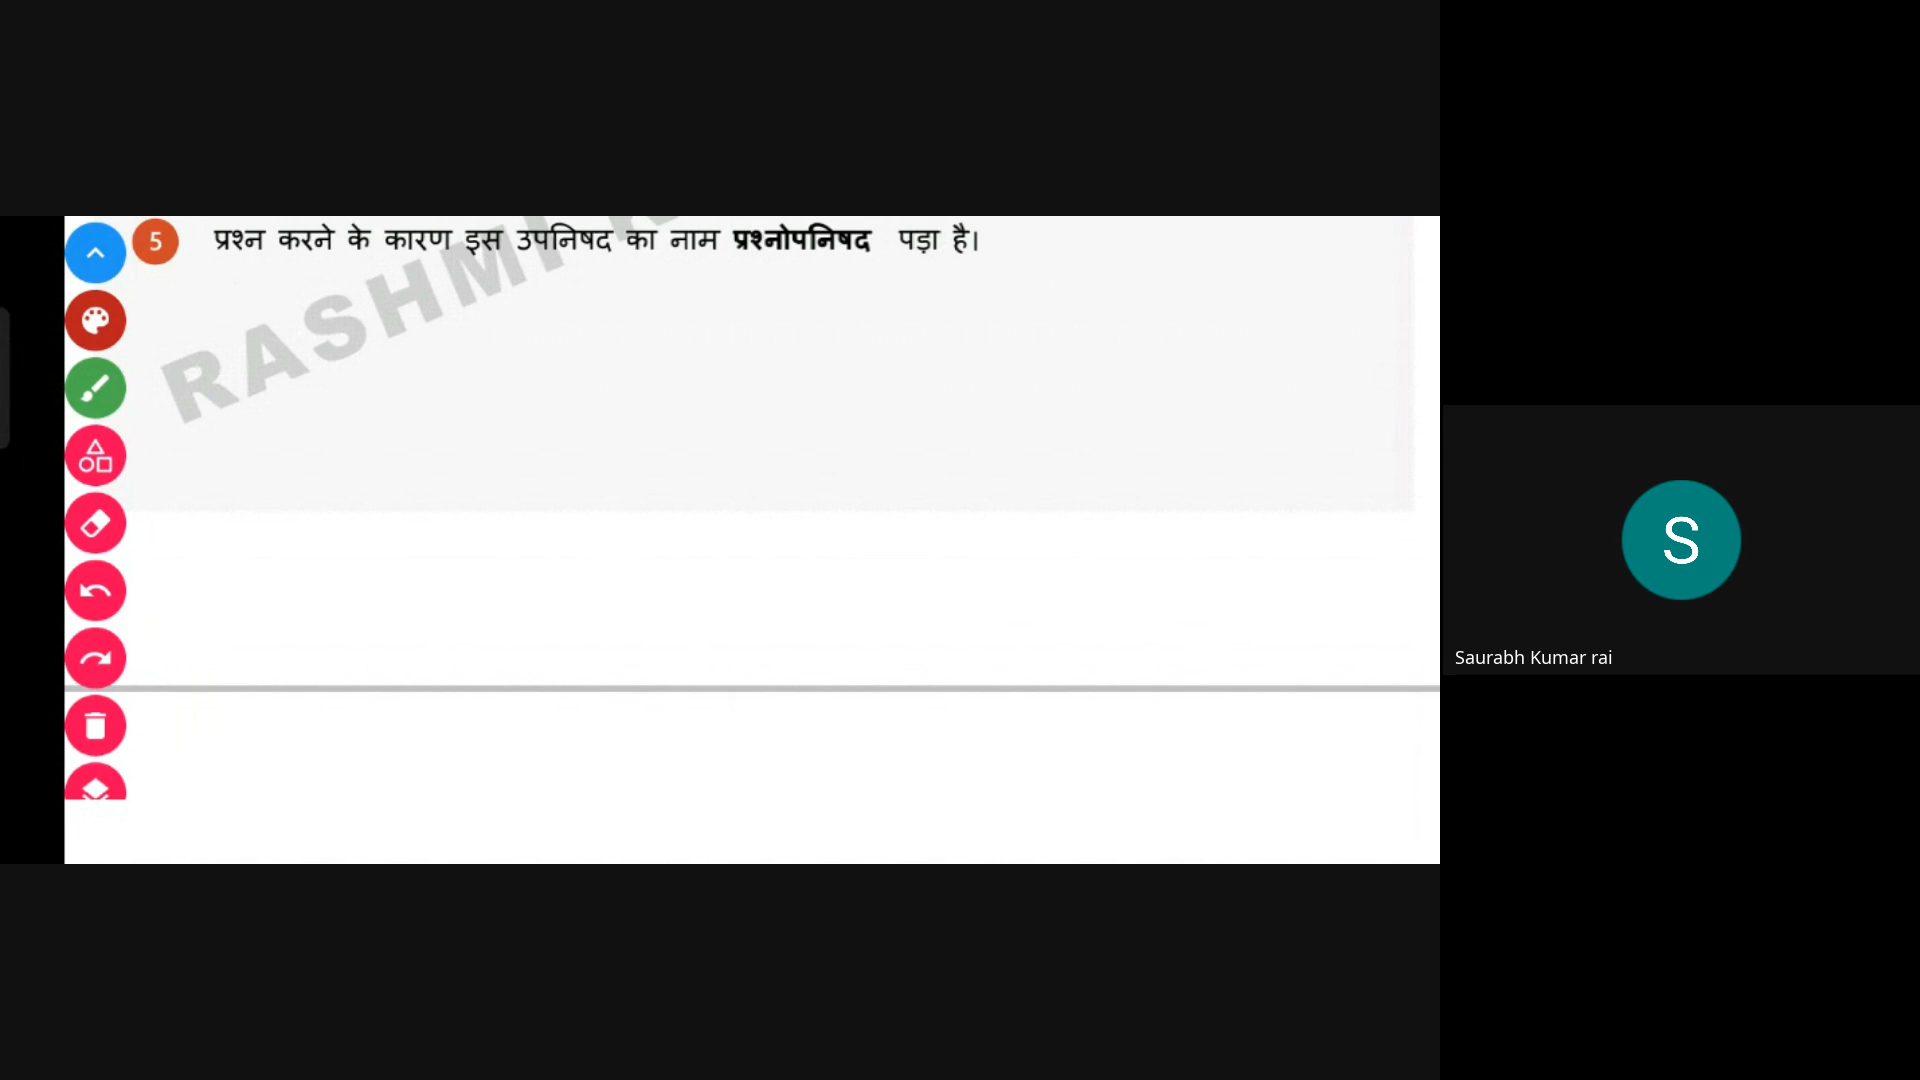 5 प्रश्न करने के कारण इस उपनिषद का नाम प्रश्नोपनिषद पड़ा है।
RASHMI
S
Saurabh Kumar rai